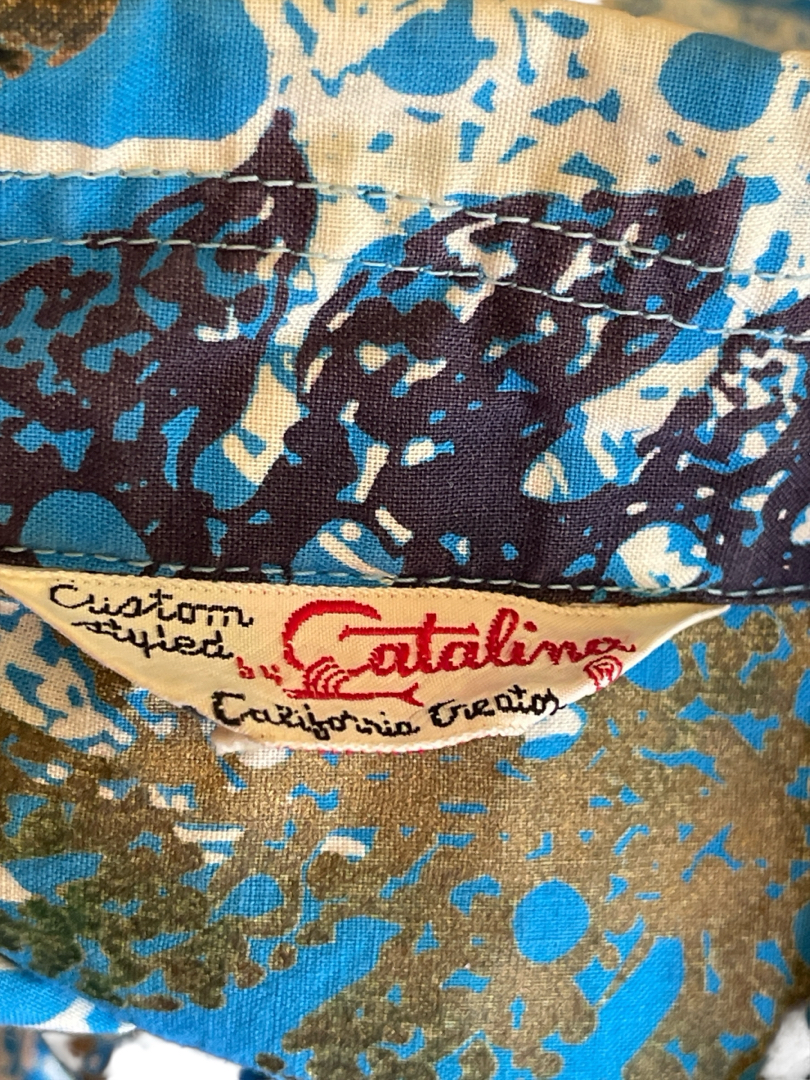 Custom
styled
by Catalina
California Creator